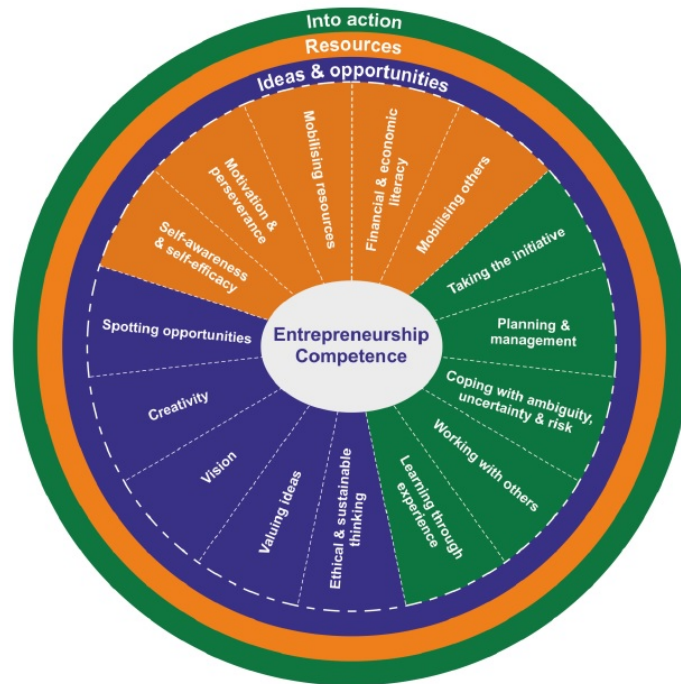 Into action
Resources
Ideas & opportunities
Self-awareness
& self-efficacy
Motivation &
perseverance
Mobilising resources
Financial & economic
literacy
Mobilising others
Taking the initiative
Planning &
management
Coping with ambiguity,
uncertainty & risk
Working with others
Learning through
experience
Ethical & sustainable
thinking
Valuing ideas
Vision
Creativity
Spotting opportunities
Entrepreneurship
Competence